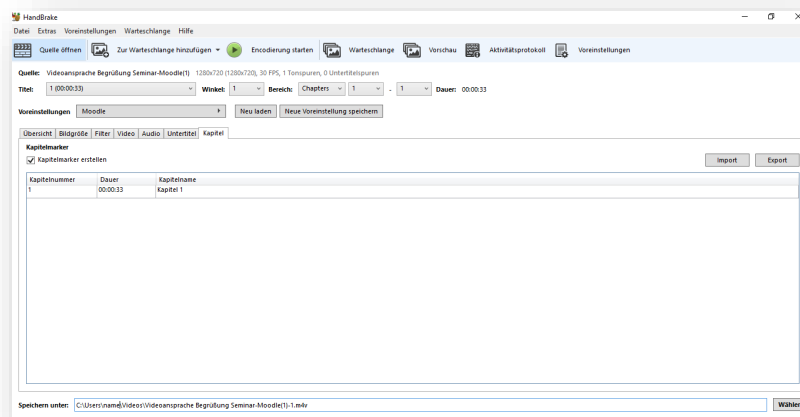 HandBrake
Datei Extras Voreinstellungen Warteschlange Hilfe
Quelle öffnen Zur Warteschlange hinzufügen Encodierung starten Warteschlange Vorschau Aktivitätsprotokoll Voreinstellungen
Quelle: Videoansprache Begrüßung Seminar-Moodle(1) 1280x720 (1280x720), 30 FPS, 1 Tonspuren, 0 Untertitelspuren
Titel: 1 (00:00:33) Winkel: 1 Bereich: Chapters 1 - 1 Dauer: 00:00:33
Voreinstellungen Moodle Neu laden Neue Voreinstellung speichern
Übersicht Bildgröße Filter Video Audio Untertitel Kapitel
Kapitelmarker
Kapitelmarker erstellen Import Export
Kapitelnummer Dauer Kapitelname
1 00:00:33 Kapitel 1
Speichern unter: C:\Users\name\Videos\Videoansprache Begrüßung Seminar-Moodle(1)-1.m4v Wähler